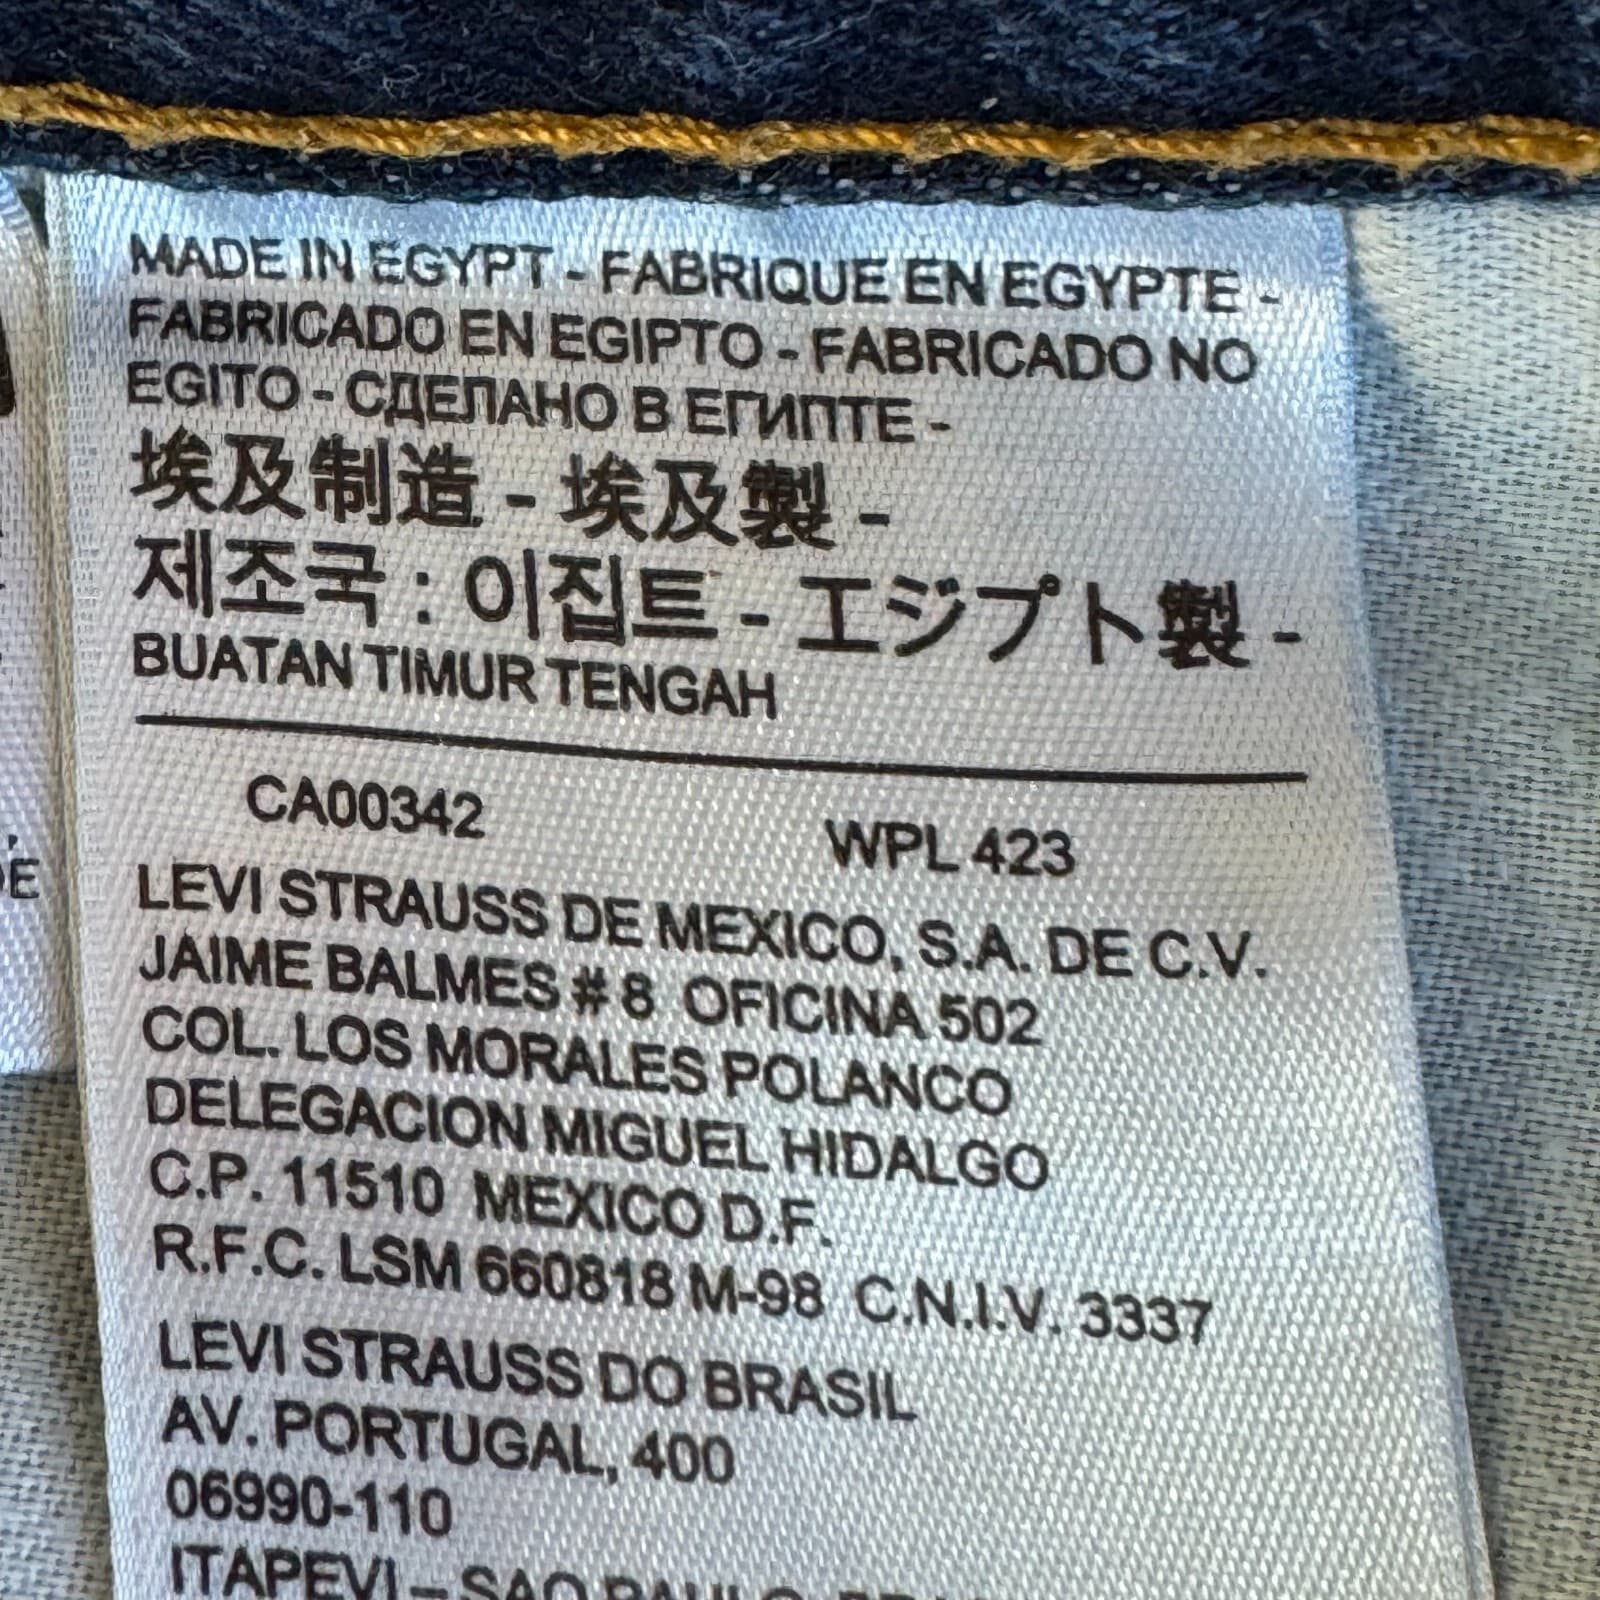 MADE IN EGYPT - FABRIQUE EN EGYPTE -
FABRICADO EN EGIPTO - FABRICADO NO
EGITO - СДЕЛАНО В ЕГИПТЕ -
埃及制造 - 埃及製 -
제조국 : 이집트 - エジプト製 -
BUATAN TIMUR TENGAH
CA00342 WPL 423
LEVI STRAUSS DE MEXICO, S.A. DE C.V.
JAIME BALMES # 8 OFICINA 502
COL. LOS MORALES POLANCO
DELEGACION MIGUEL HIDALGO
C.P. 11510 MEXICO D.F.
R.F.C. LSM 660818 M-98 C.N.I.V. 3337
LEVI STRAUSS DO BRASIL
AV. PORTUGAL, 400
06990-110
ITAPEVI – SAO PAULO